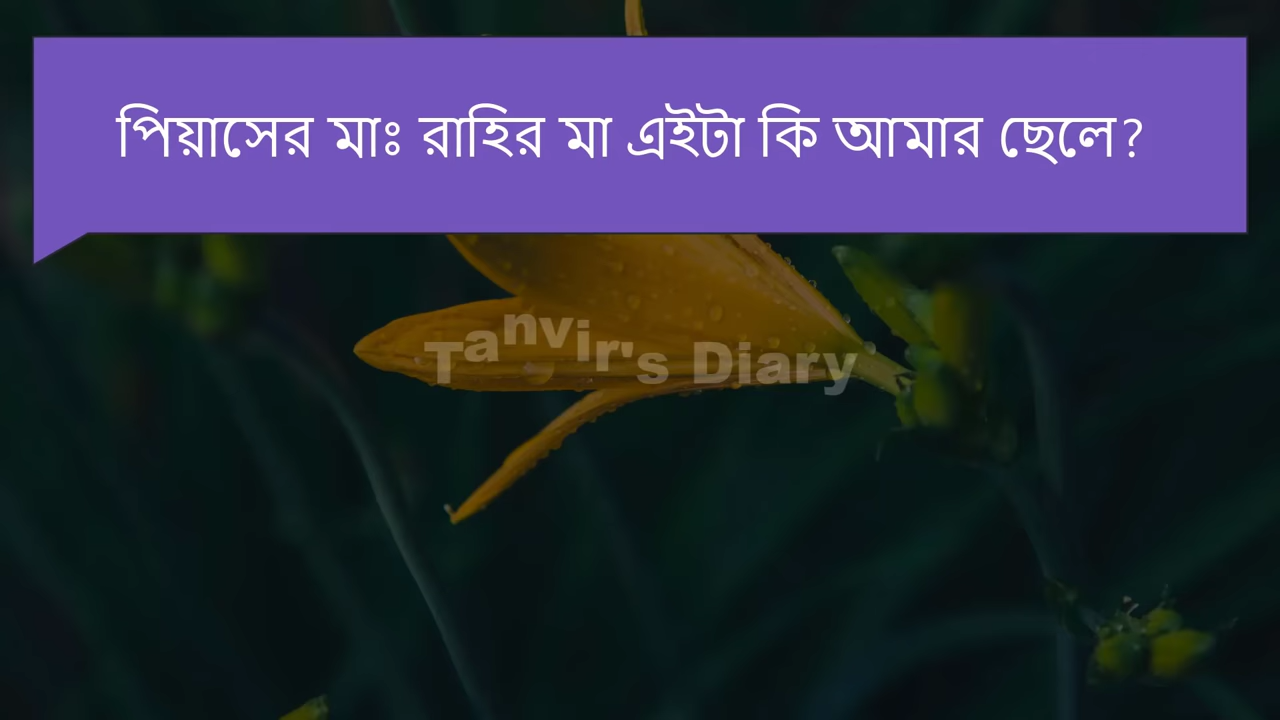 পিয়াসের মাঃ রাহির মা এইটা কি আমার ছেলে?
Tanvir's Diary